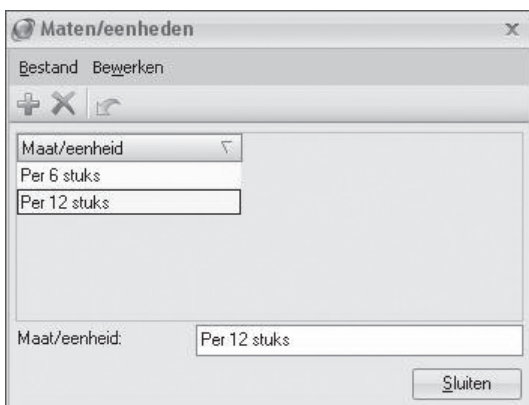 Maten/eenheden
Bestand Bewerken
Maat/eenheid
Per 6 stuks
Per 12 stuks
Maat/eenheid: Per 12 stuks
Sluiten